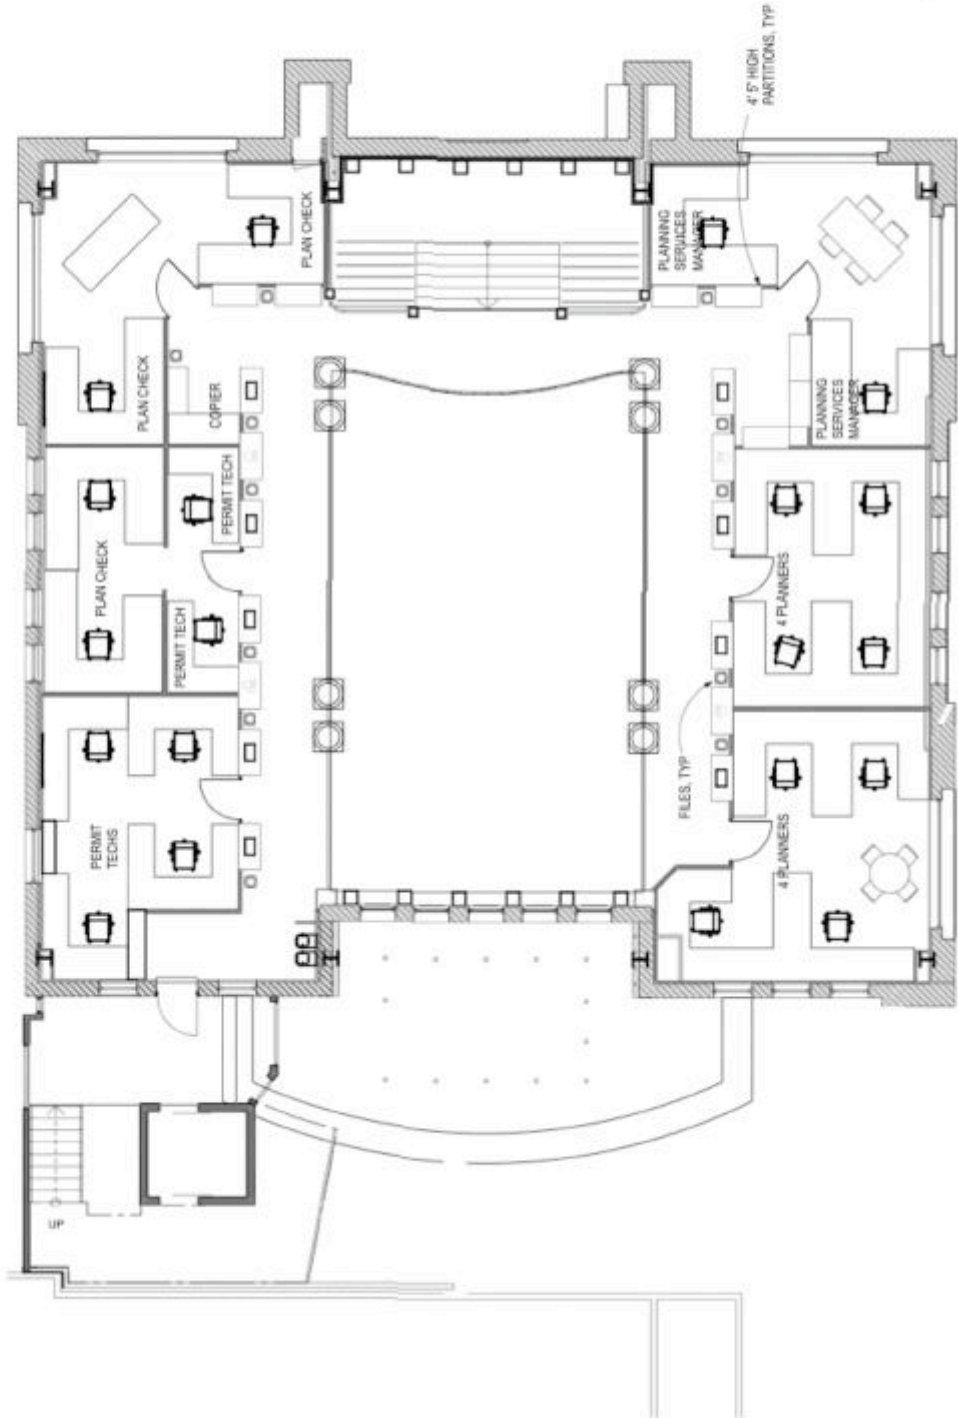 4' 5" HIGH
PARTITIONS, TYP
PLAN CHECK
PLANNING
SERVICES
MANAGER
PLAN CHECK
COPIER
PLANNING
SERVICES
MANAGER
PERMIT TECH
PLAN CHECK
4 PLANNERS
PERMIT TECH
FILES, TYP
PERMIT
TECHS
4 PLANNERS
UP